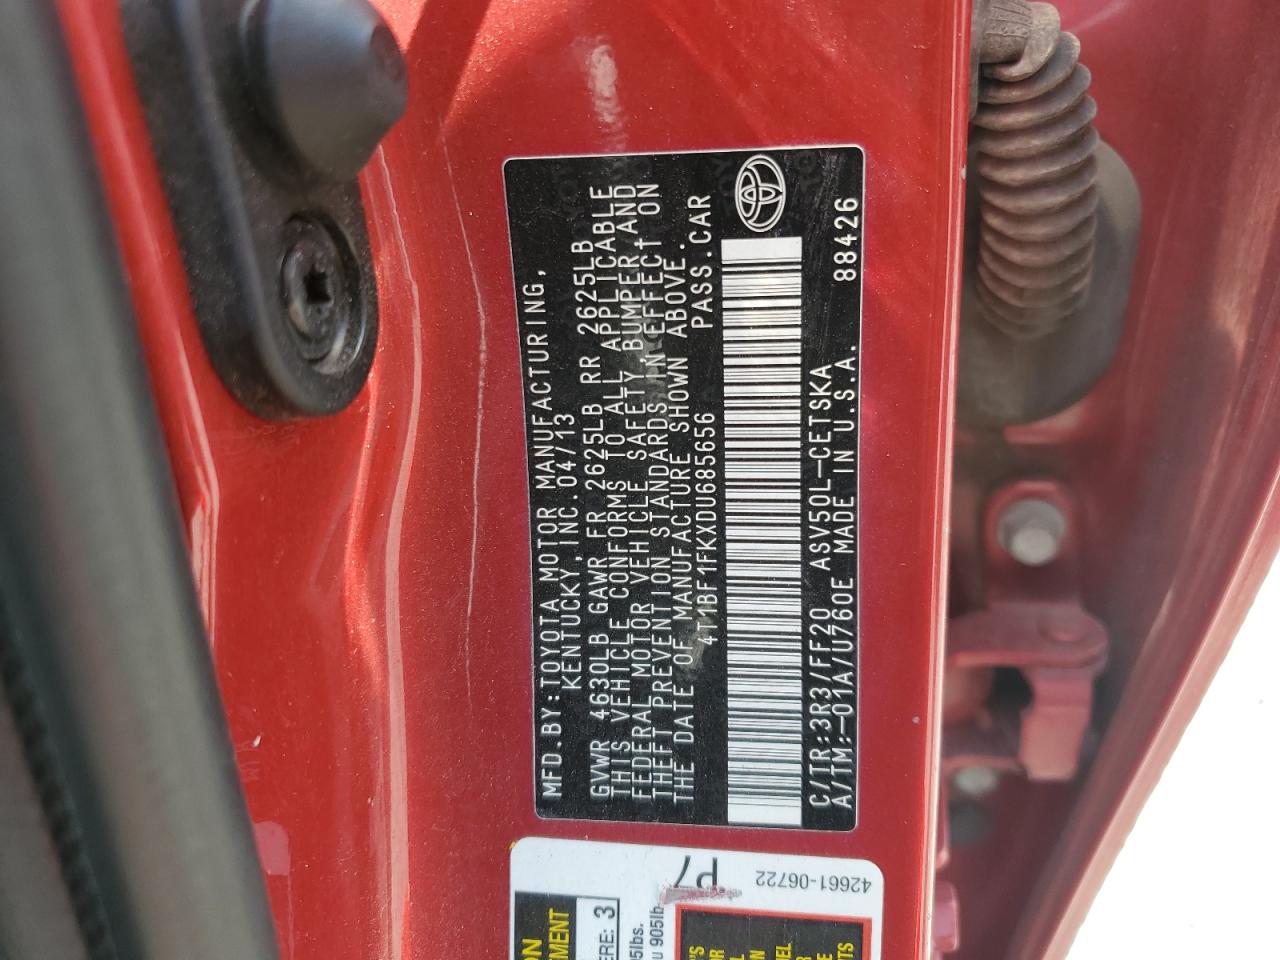 MFD.BY:TOYOTA MOTOR MANUFACTURING,
KENTUCKY, INC. 04/13
GVWR 4630LB GAWR FR 2625LB RR 2625LB
THIS VEHICLE CONFORMS TO ALL APPLICABLE
FEDERAL MOTOR VEHICLE SAFETY, BUMPER, AND
THEFT PREVENTION STANDARDS IN EFFECT ON
THE DATE OF MANUFACTURE SHOWN ABOVE.
4T1BF1FKXDU685656 PASS.CAR
C/TR:3R3/FF20 ASV50L-CETSKA
A/TM:-01A/U760E MADE IN U.S.A. 88426
P7
42661-06722
ERE: 3